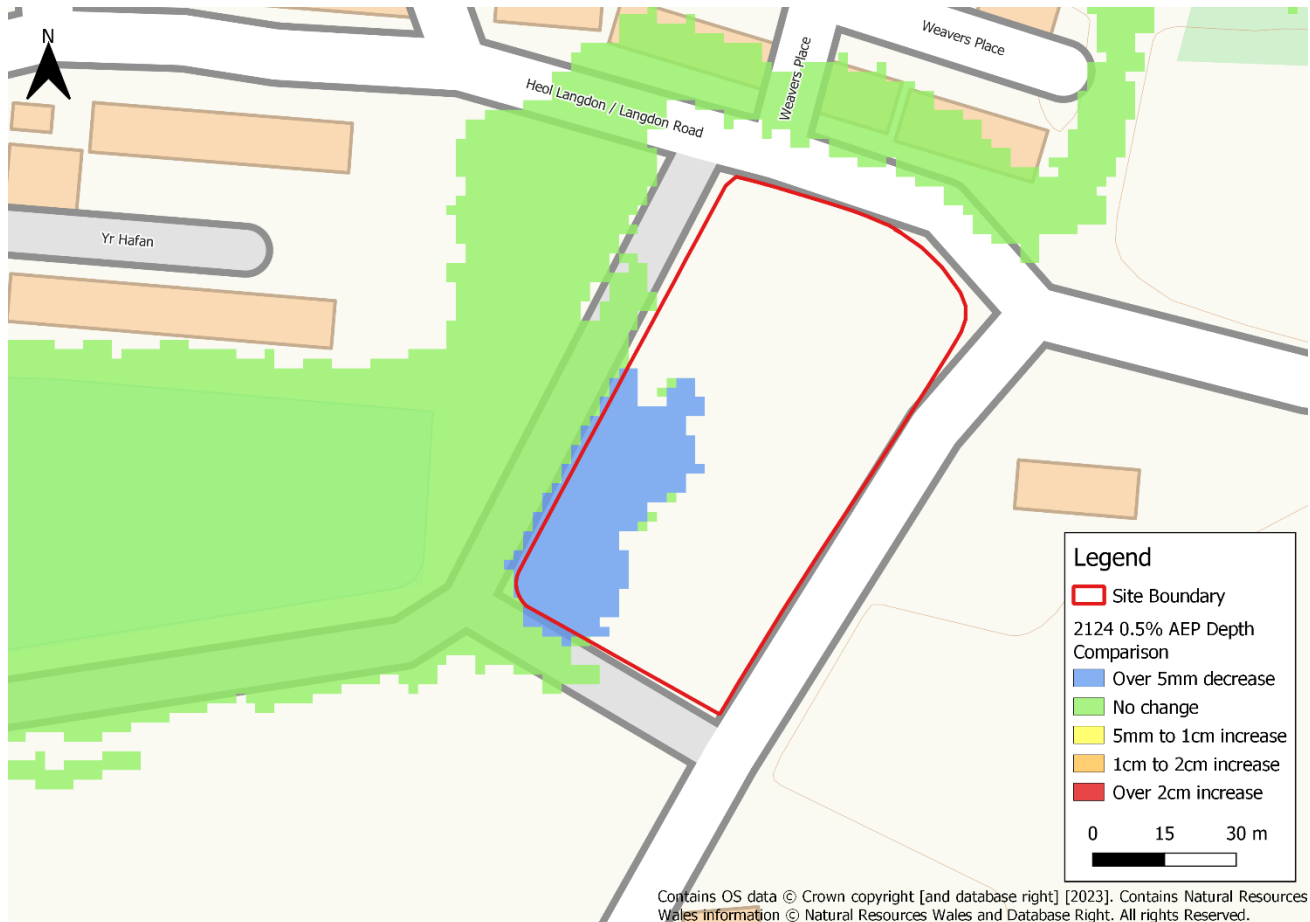 N
Weavers Place
Weavers Place
Heol Langdon / Langdon Road
Yr Hafan
Legend
Site Boundary
2124 0.5% AEP Depth
Comparison
Over 5mm decrease
No change
5mm to 1cm increase
1cm to 2cm increase
Over 2cm increase
0 15 30 m
Contains OS data © Crown copyright [and database right] [2023]. Contains Natural Resources
Wales information © Natural Resources Wales and Database Right. All rights Reserved.